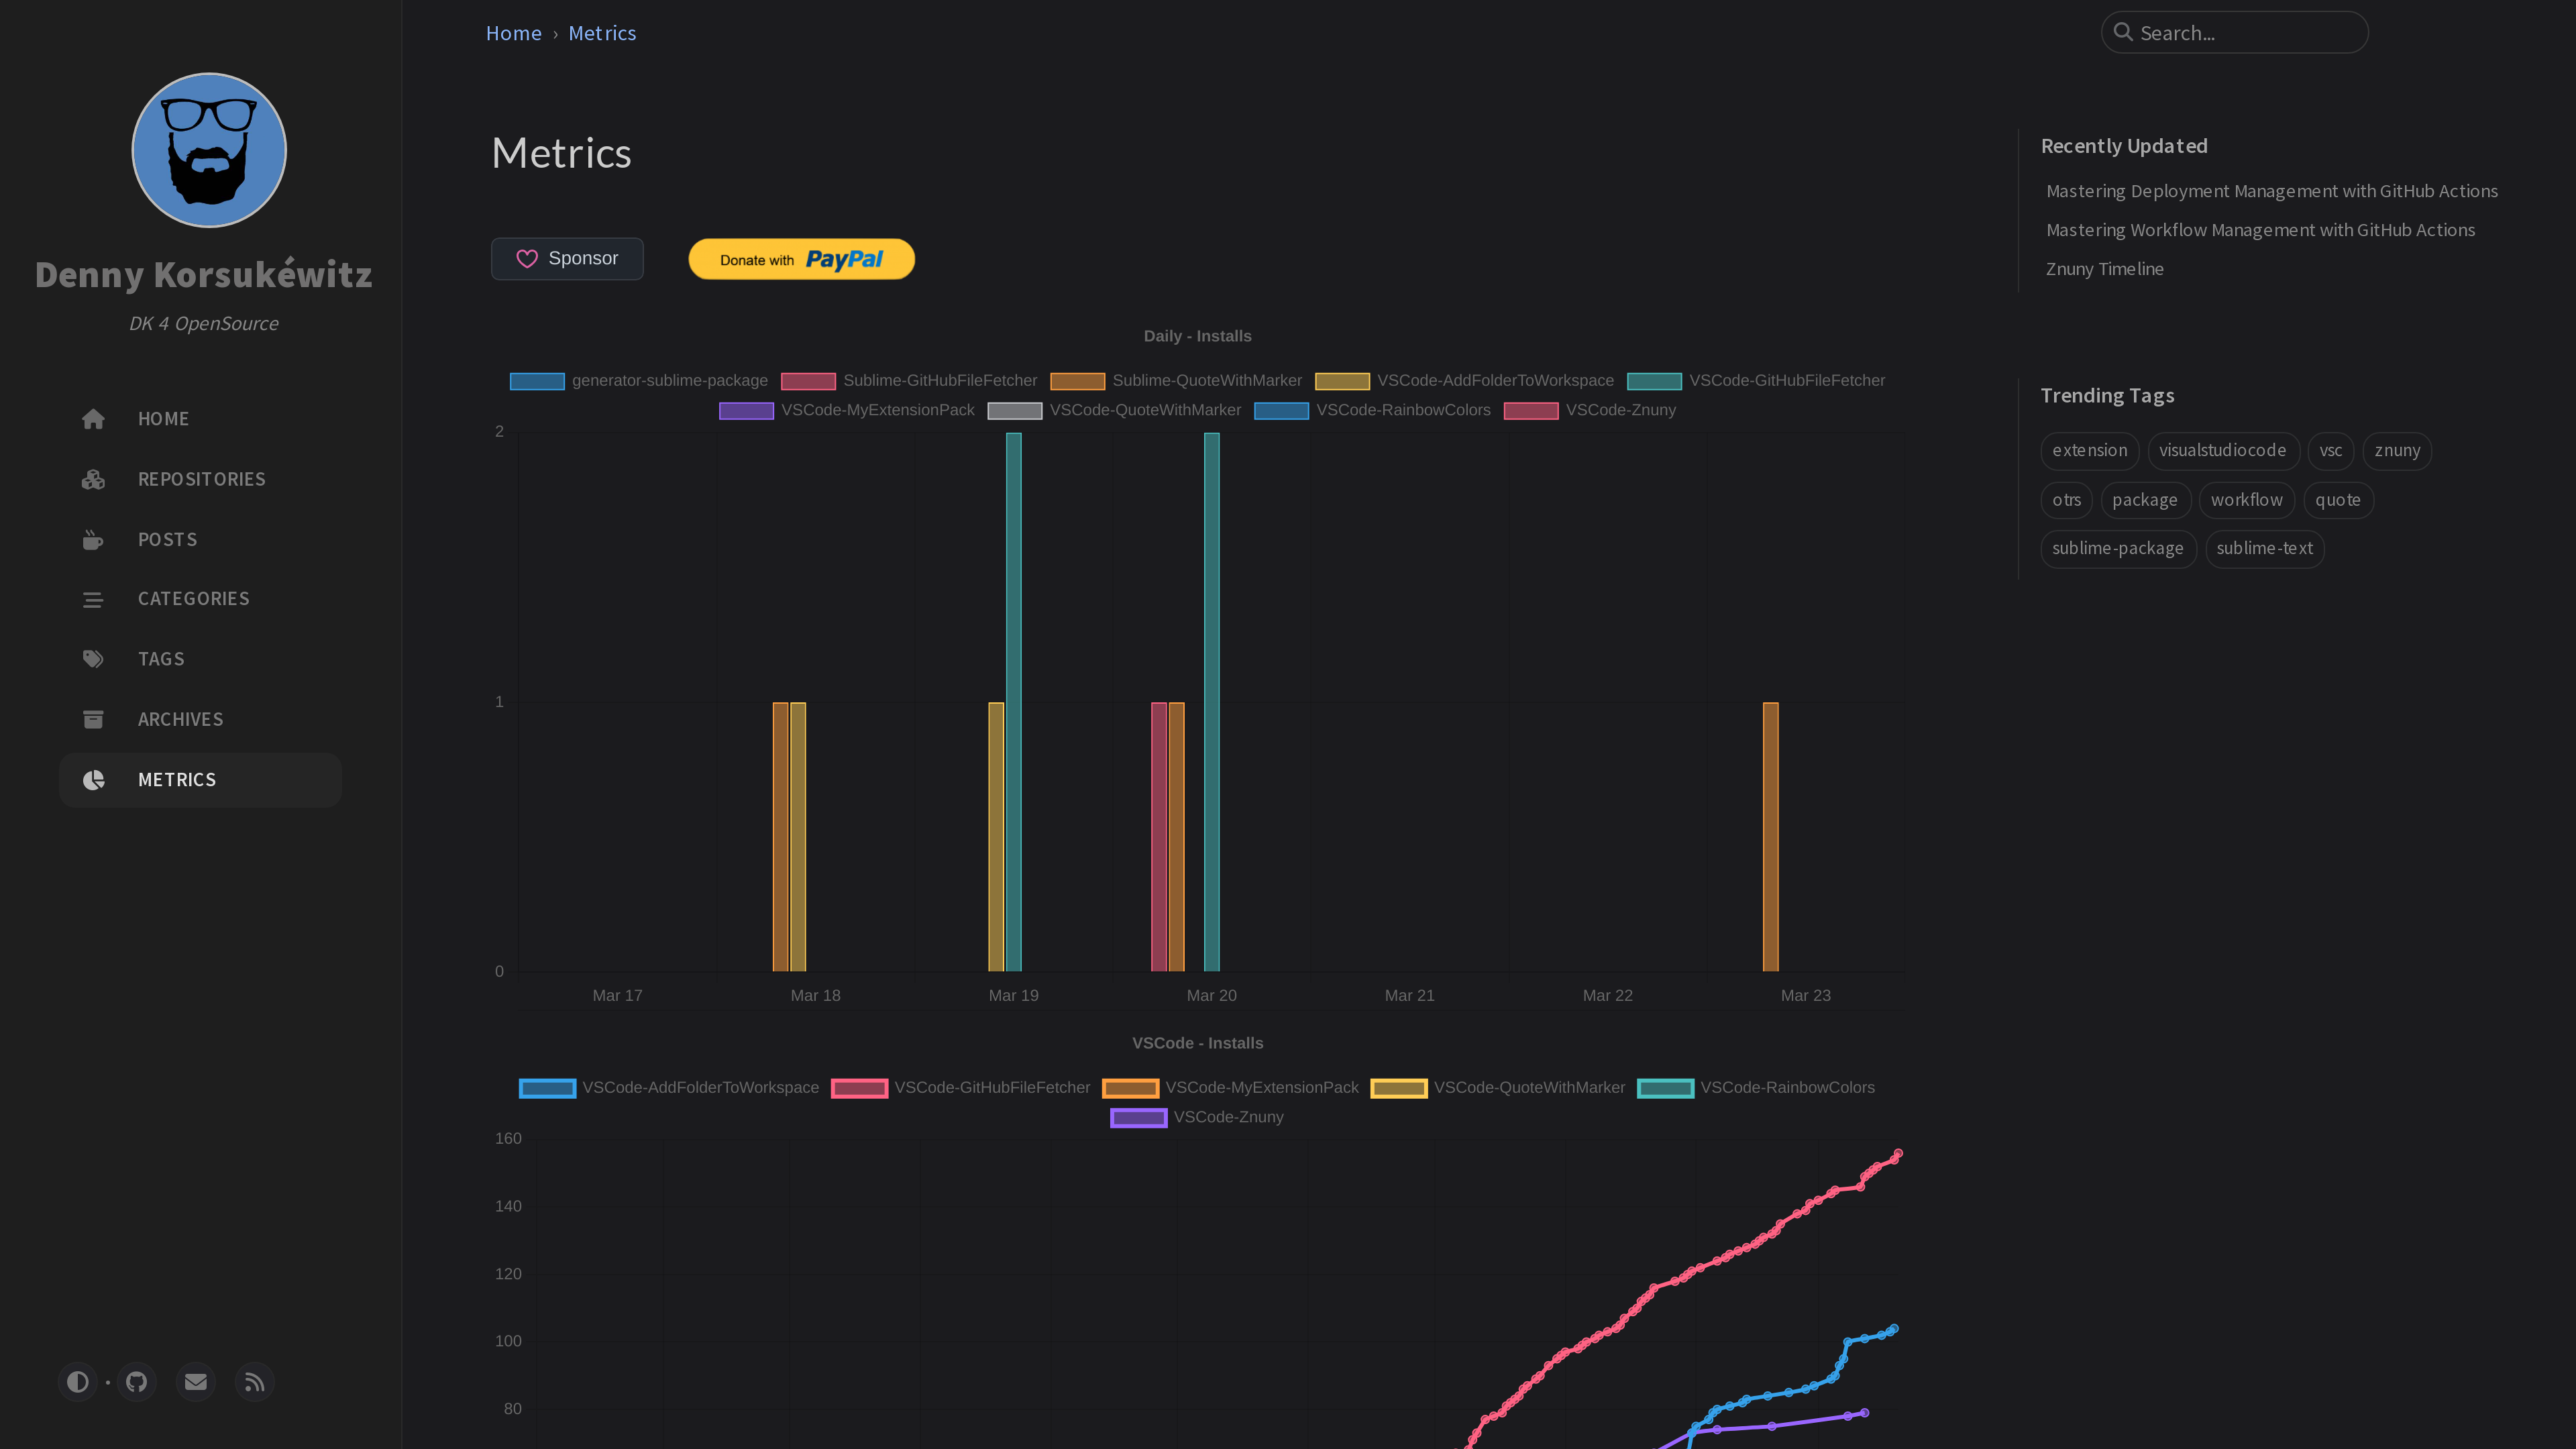 Denny Korsukéwitz
DK 4 OpenSource
HOME
REPOSITORIES
POSTS
CATEGORIES
TAGS
ARCHIVES
METRICS
Home › Metrics
Search...
Metrics
Sponsor
Donate with PayPal
Daily - Installs
generator-sublime-package Sublime-GitHubFileFetcher Sublime-QuoteWithMarker VSCode-AddFolderToWorkspace VSCode-GitHubFileFetcher
VSCode-MyExtensionPack VSCode-QuoteWithMarker VSCode-RainbowColors VSCode-Znuny
2
1
0
Mar 17 Mar 18 Mar 19 Mar 20 Mar 21 Mar 22 Mar 23
VSCode - Installs
VSCode-AddFolderToWorkspace VSCode-GitHubFileFetcher VSCode-MyExtensionPack VSCode-QuoteWithMarker VSCode-RainbowColors
VSCode-Znuny
160
140
120
100
80
Recently Updated
Mastering Deployment Management with GitHub Actions
Mastering Workflow Management with GitHub Actions
Znuny Timeline
Trending Tags
extension visualstudiocode vsc znuny
otrs package workflow quote
sublime-package sublime-text